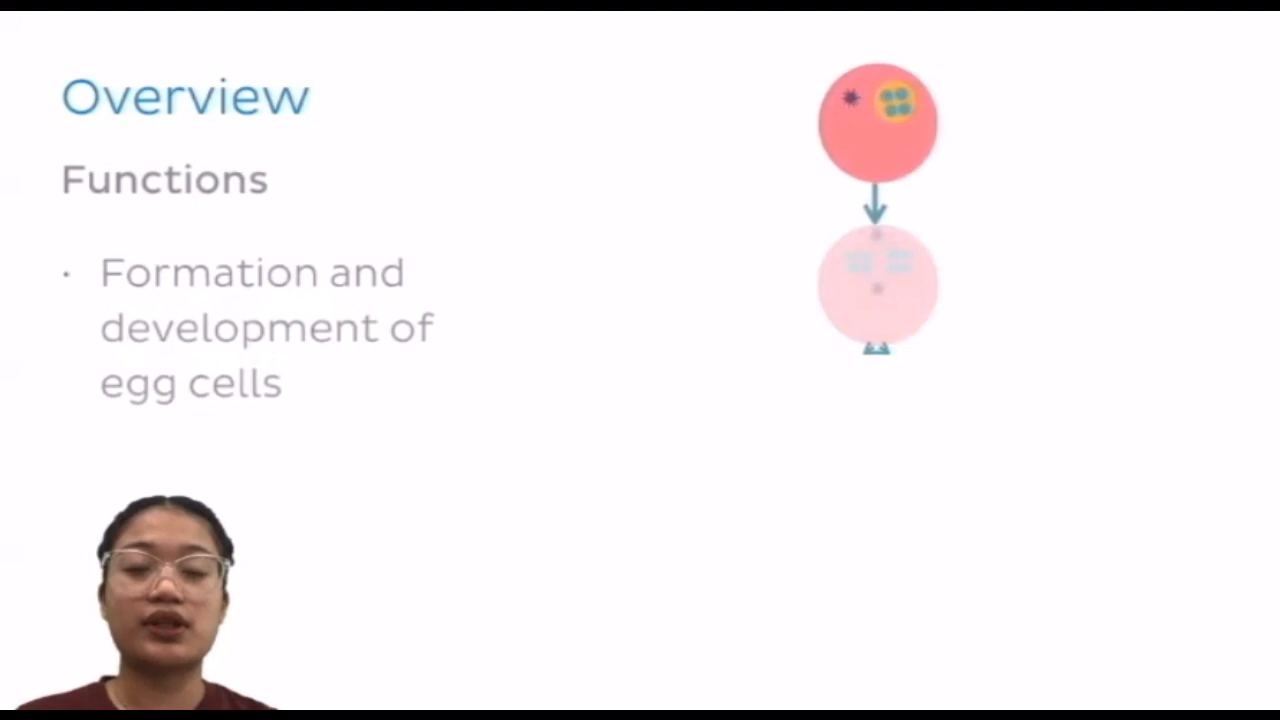 Overview
Functions
· Formation and
development of
egg cells